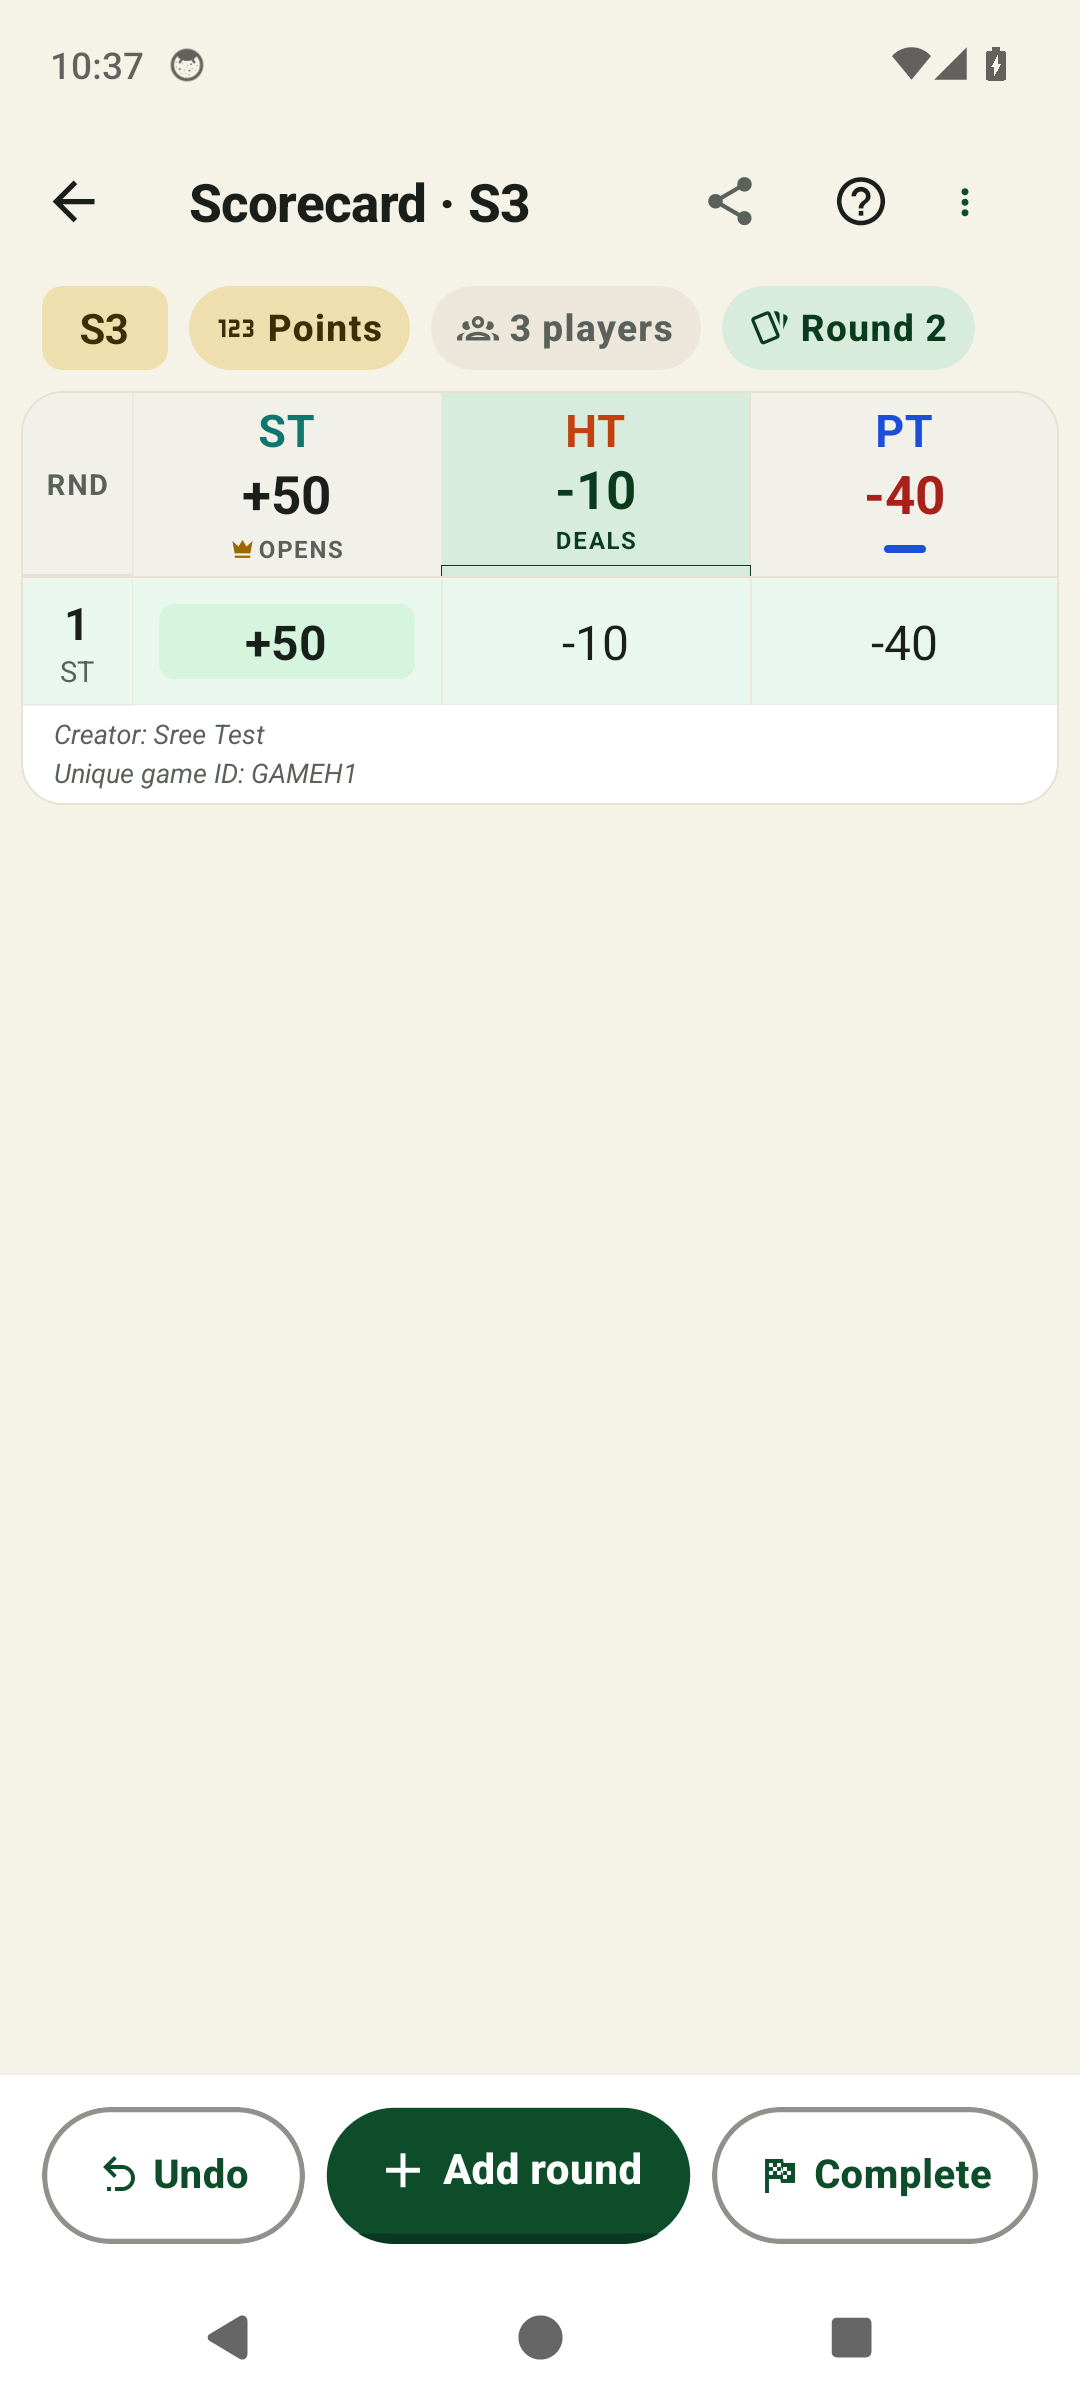 10:37
Scorecard · S3
S3
123 Points
3 players
Round 2
RND
ST
HT
PT
+50
-10
-40
OPENS
DEALS
1
ST
+50
-10
-40
Creator: Sree Test
Unique game ID: GAMEH1
Undo
+ Add round
Complete